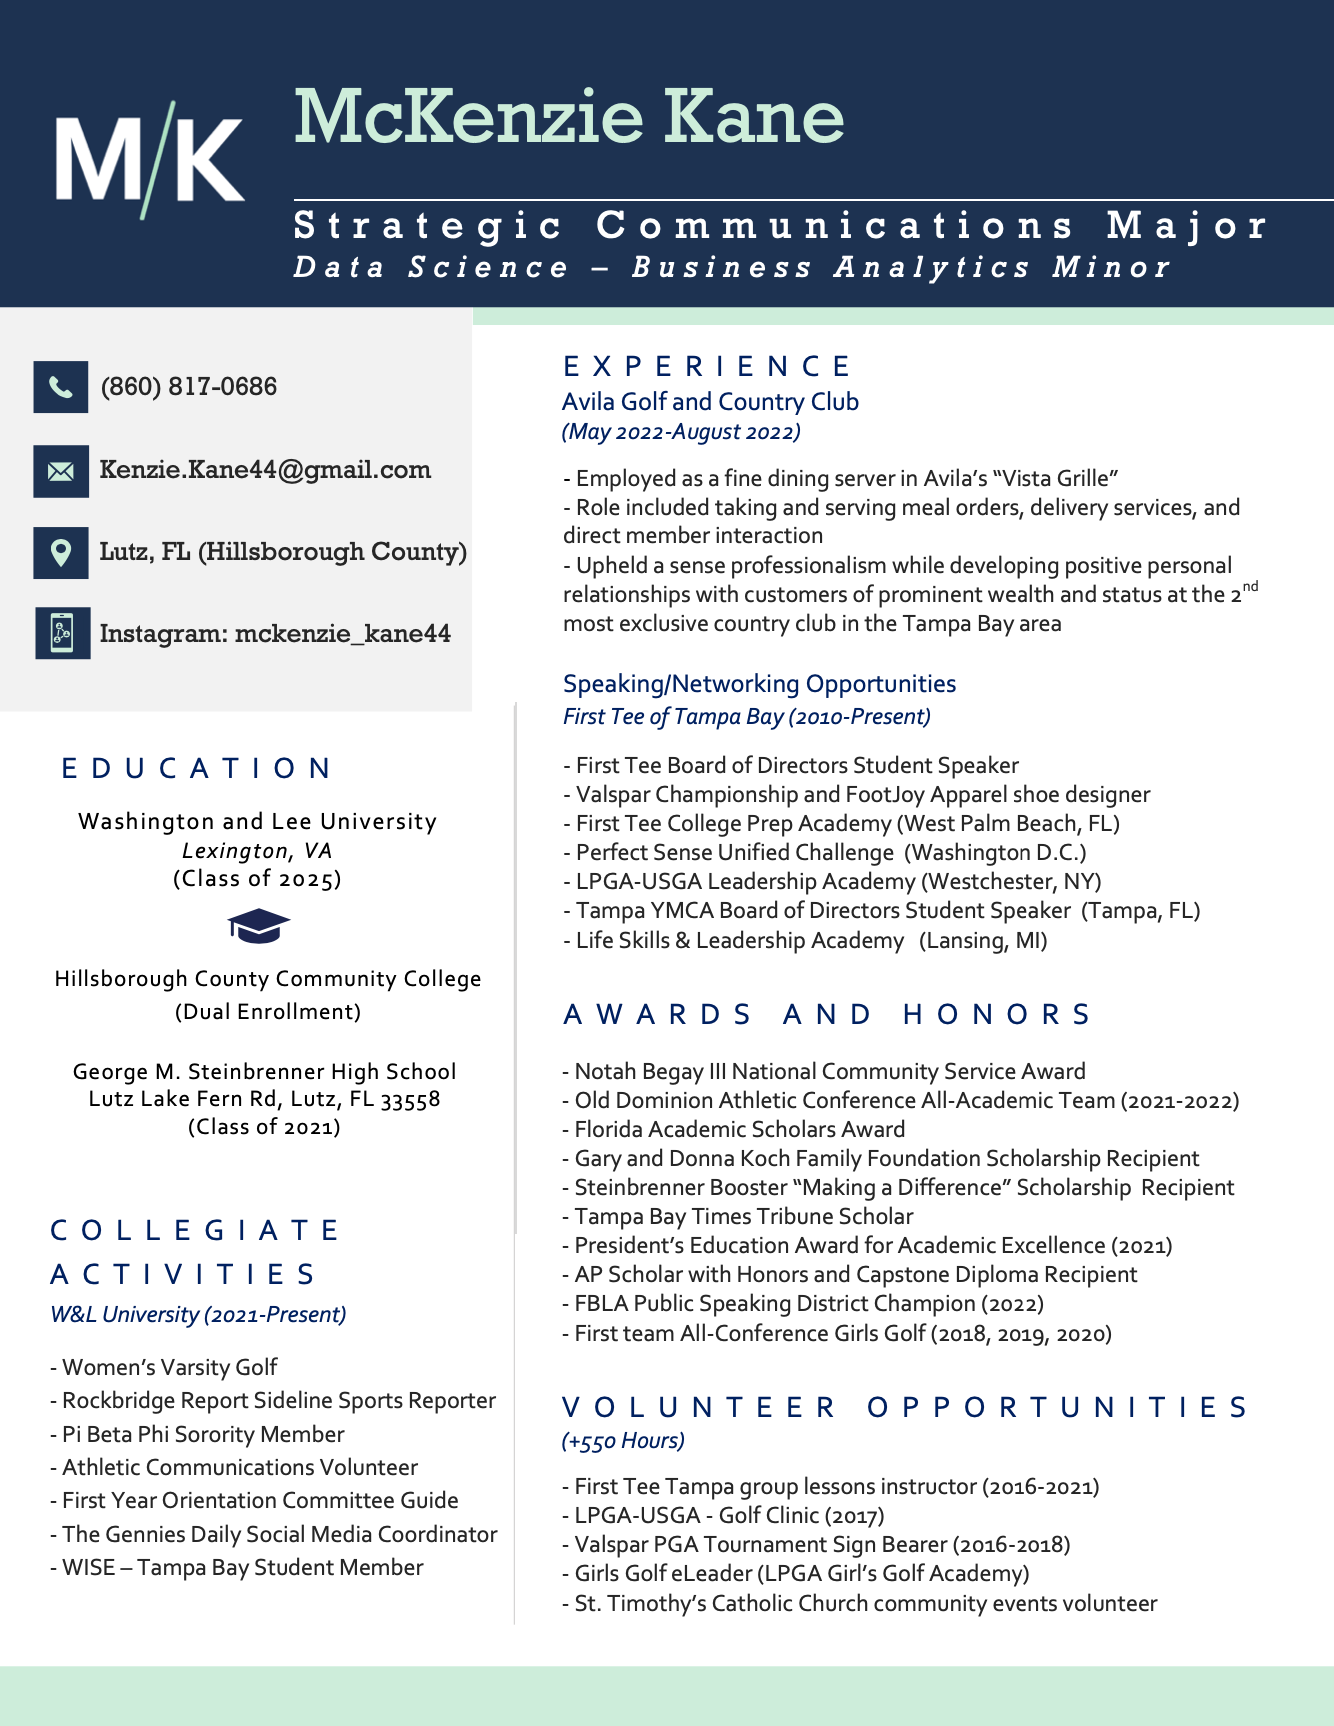 M/K
McKenzie Kane
Strategic Communications Major
Data Science – Business Analytics Minor
(860) 817-0686
Kenzie.Kane44@gmail.com
Lutz, FL (Hillsborough County)
Instagram: mckenzie_kane44
EDUCATION
Washington and Lee University
Lexington, VA
(Class of 2025)
Hillsborough County Community College
(Dual Enrollment)
George M. Steinbrenner High School
Lutz Lake Fern Rd, Lutz, FL 33558
(Class of 2021)
COLLEGIATE
ACTIVITIES
W&L University (2021-Present)
- Women’s Varsity Golf
- Rockbridge Report Sideline Sports Reporter
- Pi Beta Phi Sorority Member
- Athletic Communications Volunteer
- First Year Orientation Committee Guide
- The Gennies Daily Social Media Coordinator
- WISE – Tampa Bay Student Member
EXPERIENCE
Avila Golf and Country Club
(May 2022-August 2022)
- Employed as a fine dining server in Avila’s “Vista Grille”
- Role included taking and serving meal orders, delivery services, and
direct member interaction
- Upheld a sense professionalism while developing positive personal
relationships with customers of prominent wealth and status at the 2nd
most exclusive country club in the Tampa Bay area
Speaking/Networking Opportunities
First Tee of Tampa Bay (2010-Present)
- First Tee Board of Directors Student Speaker
- Valspar Championship and FootJoy Apparel shoe designer
- First Tee College Prep Academy (West Palm Beach, FL)
- Perfect Sense Unified Challenge (Washington D.C.)
- LPGA-USGA Leadership Academy (Westchester, NY)
- Tampa YMCA Board of Directors Student Speaker (Tampa, FL)
- Life Skills & Leadership Academy (Lansing, MI)
AWARDS AND HONORS
- Notah Begay III National Community Service Award
- Old Dominion Athletic Conference All-Academic Team (2021-2022)
- Florida Academic Scholars Award
- Gary and Donna Koch Family Foundation Scholarship Recipient
- Steinbrenner Booster “Making a Difference” Scholarship Recipient
- Tampa Bay Times Tribune Scholar
- President’s Education Award for Academic Excellence (2021)
- AP Scholar with Honors and Capstone Diploma Recipient
- FBLA Public Speaking District Champion (2022)
- First team All-Conference Girls Golf (2018, 2019, 2020)
VOLUNTEER OPPORTUNITIES
(+550 Hours)
- First Tee Tampa group lessons instructor (2016-2021)
- LPGA-USGA - Golf Clinic (2017)
- Valspar PGA Tournament Sign Bearer (2016-2018)
- Girls Golf eLeader (LPGA Girl’s Golf Academy)
- St. Timothy’s Catholic Church community events volunteer